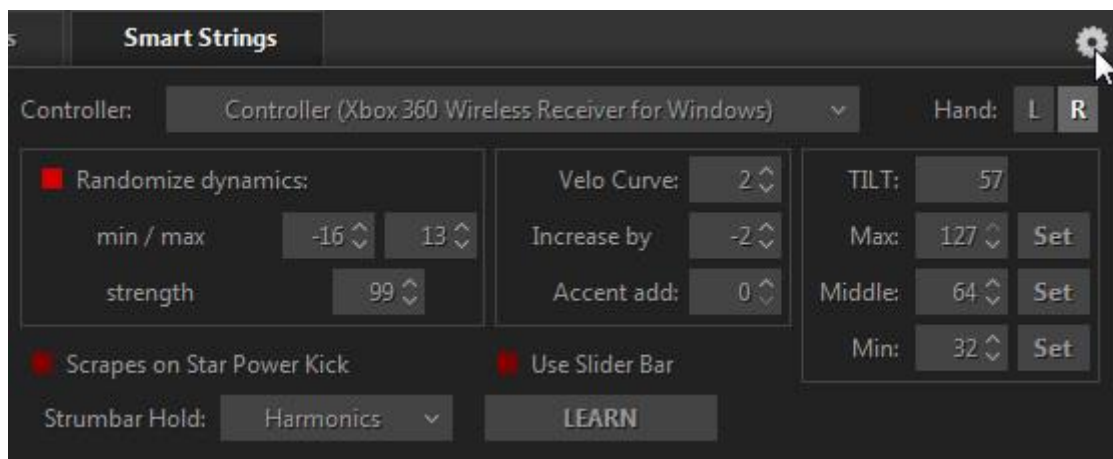 s Smart Strings
Controller: Controller (Xbox 360 Wireless Receiver for Windows) Hand: L R
Randomize dynamics: Velo Curve: 2 TILT: 57
min / max -16 13 Increase by -2 Max: 127 Set
strength 99 Accent add: 0 Middle: 64 Set
Scrapes on Star Power Kick Use Slider Bar Min: 32 Set
Strumbar Hold: Harmonics LEARN